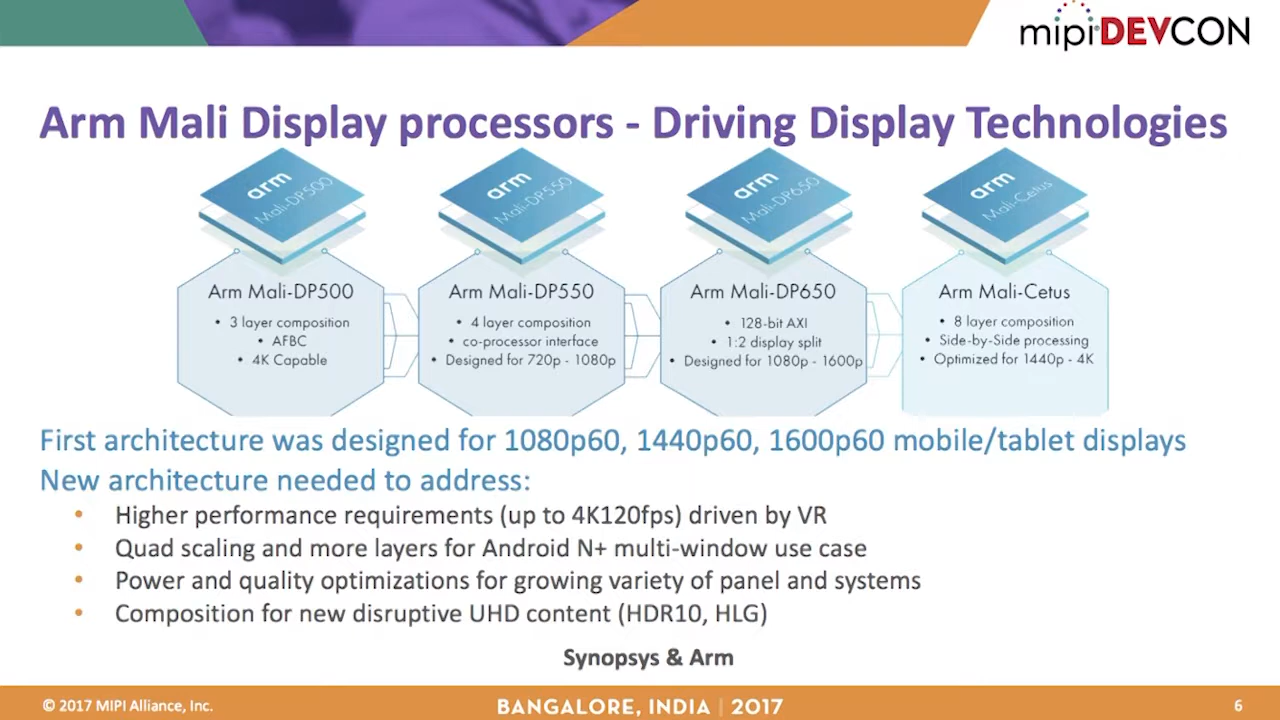 mipi DEVCON
Arm Mali Display processors - Driving Display Technologies
arm
Mali-DP500
arm
Mali-DP550
arm
Mali-DP650
arm
Mali-Cetus
Arm Mali-DP500
• 3 layer composition
• AFBC
• 4K Capable
Arm Mali-DP550
• 4 layer composition
• co-processor interface
• Designed for 720p - 1080p
Arm Mali-DP650
• 128-bit AXI
• 1:2 display split
• Designed for 1080p - 1600p
Arm Mali-Cetus
• 8 layer composition
• Side-by-Side processing
• Optimized for 1440p - 4K
First architecture was designed for 1080p60, 1440p60, 1600p60 mobile/tablet displays
New architecture needed to address:
• Higher performance requirements (up to 4K120fps) driven by VR
• Quad scaling and more layers for Android N+ multi-window use case
• Power and quality optimizations for growing variety of panel and systems
• Composition for new disruptive UHD content (HDR10, HLG)
Synopsys & Arm
© 2017 MIPI Alliance, Inc.
BANGALORE, INDIA | 2017
6